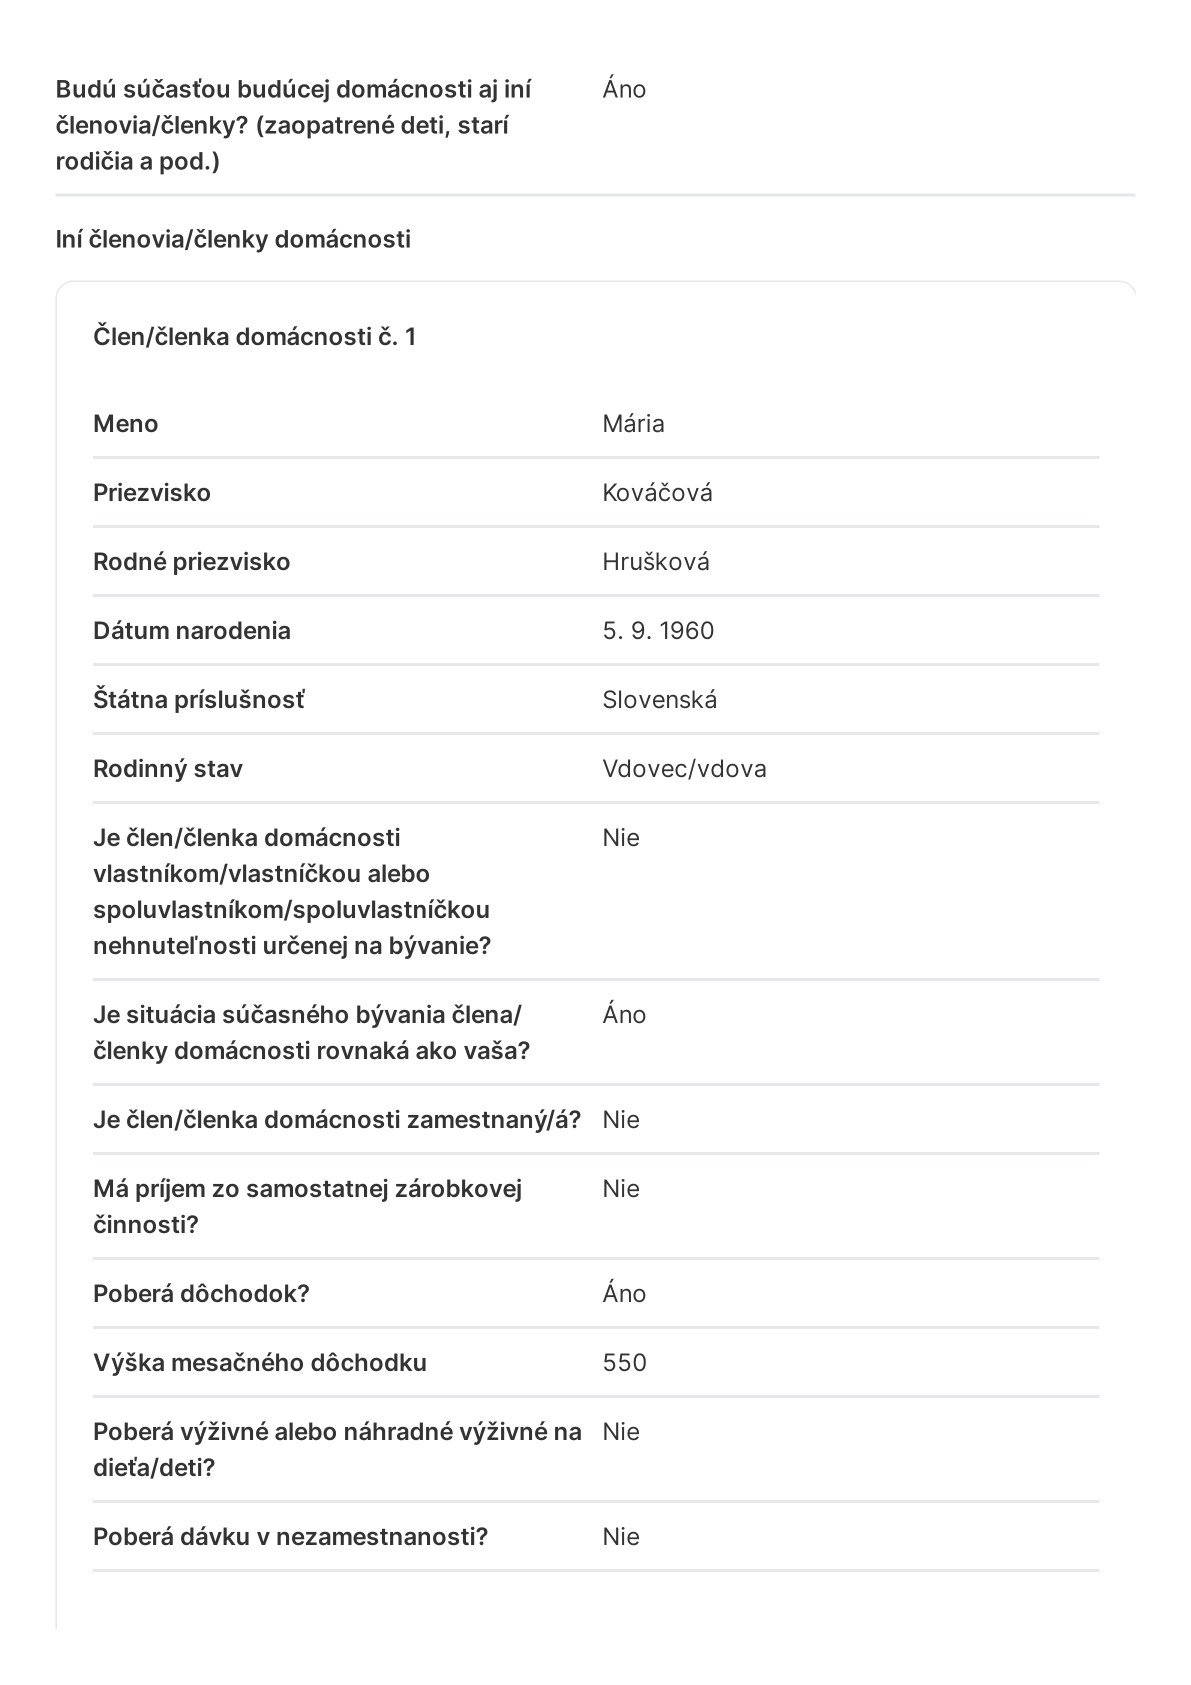 Budú súčasťou budúcej domácnosti aj iní
členovia/členky? (zaopatrené deti, starí
rodičia a pod.)
Áno
Iní členovia/členky domácnosti
Člen/členka domácnosti č. 1
Meno
Mária
Priezvisko
Kováčová
Rodné priezvisko
Hrušková
Dátum narodenia
5. 9. 1960
Štátna príslušnosť
Slovenská
Rodinný stav
Vdovec/vdova
Je člen/členka domácnosti
vlastníkom/vlastníčkou alebo
spoluvlastníkom/spoluvlastníčkou
nehnuteľnosti určenej na bývanie?
Nie
Je situácia súčasného bývania člena/
členky domácnosti rovnaká ako vaša?
Áno
Je člen/členka domácnosti zamestnaný/á?
Nie
Má príjem zo samostatnej zárobkovej
činnosti?
Nie
Poberá dôchodok?
Áno
Výška mesačného dôchodku
550
Poberá výživné alebo náhradné výživné na
dieťa/deti?
Nie
Poberá dávku v nezamestnanosti?
Nie